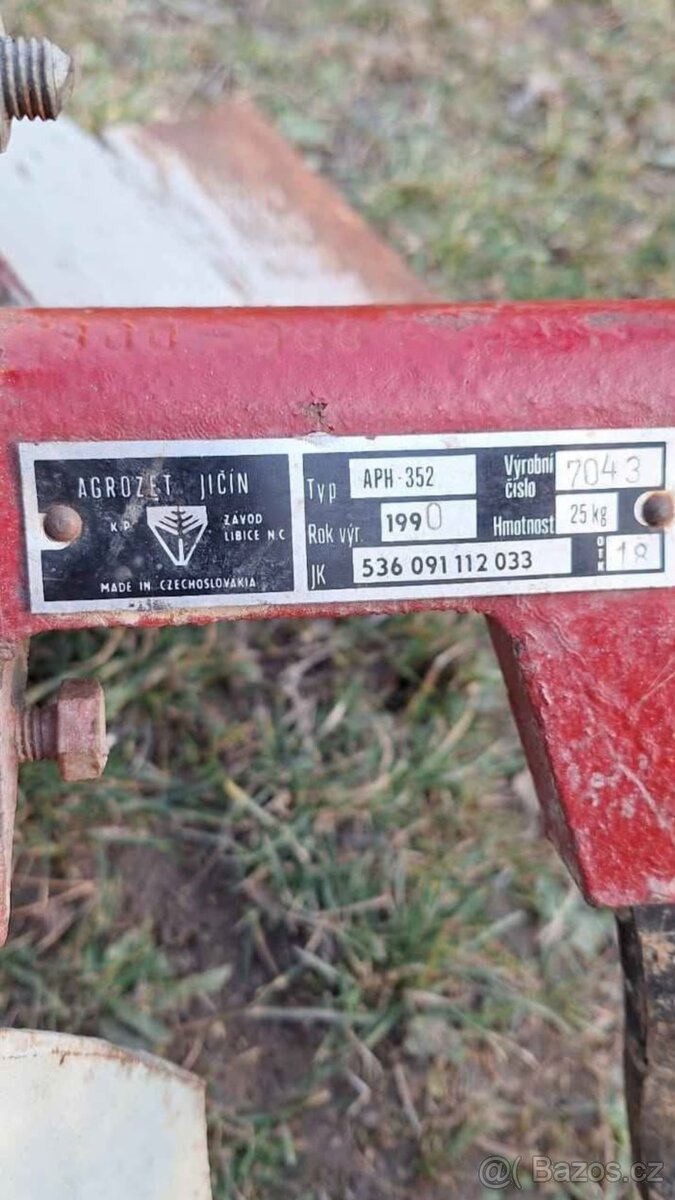 AGROZET JIČÍN
K.P. ZÁVOD
LIBICE N.C
MADE IN CZECHOSLOVAKIA
Typ APH-352
Výrobní číslo 7043
Rok výr. 1990
Hmotnost 25 kg
JK 536 091 112 033
OTK 18
@( Bazos.cz